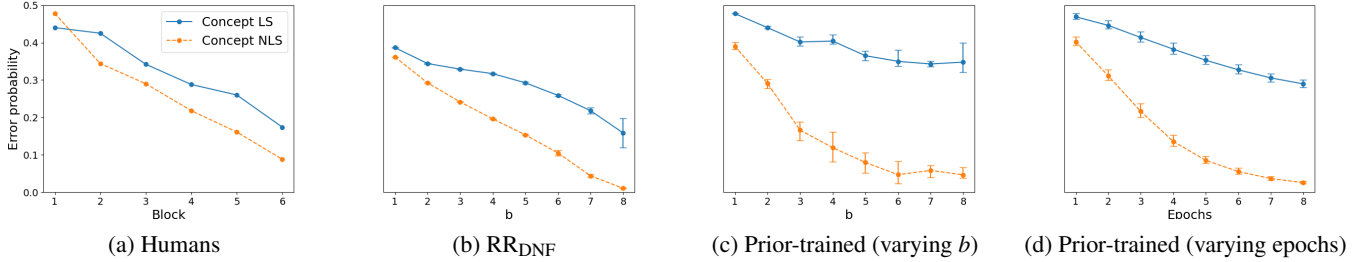 0.5
0.4
0.3
0.2
0.1
0.0
Error probability
Concept LS
Concept NLS
1 2 3 4 5 6
Block
1 2 3 4 5 6 7 8
b
1 2 3 4 5 6 7 8
b
1 2 3 4 5 6 7 8
Epochs
(a) Humans
(b) RR_DNF
(c) Prior-trained (varying b)
(d) Prior-trained (varying epochs)